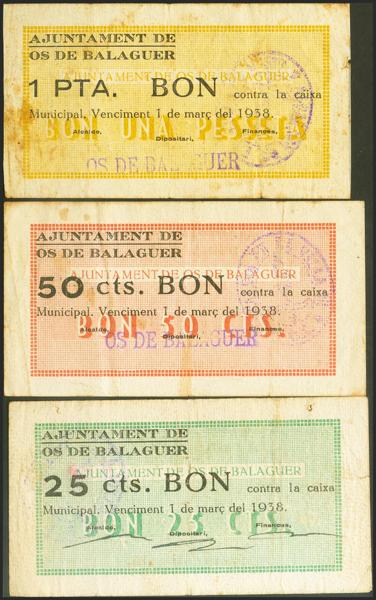 AJUNTAMENT DE
OS DE BALAGUER
AJUNTAMENT DE OS DE BALAGUER
1 PTA. BON contra la caixa
Municipal. Venciment 1 de març del 1938.
BON UNA PESSETA
Alcalde, Dipositari, Finances,
OS DE BALAGUER
AJUNTAMENT DE
OS DE BALAGUER
AJUNTAMENT DE OS DE BALAGUER
50 cts. BON contra la caixa
Municipal. Venciment 1 de març del 1938.
BON 50 CTS.
Alcalde, Dipositari, Finances,
OS DE BALAGUER
AJUNTAMENT DE
OS DE BALAGUER
AJUNTAMENT DE OS DE BALAGUER
25 cts. BON contra la caixa
Municipal. Venciment 1 de març del 1938.
BON 25 CTS.
Alcalde, Dipositari, Finances,